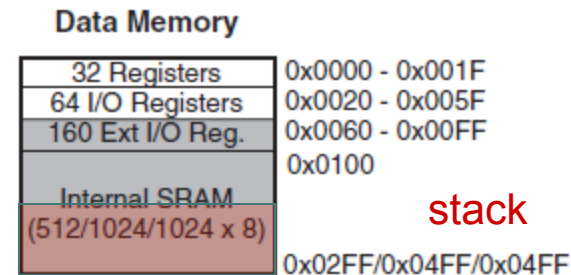 Data Memory
32 Registers 0x0000 - 0x001F
64 I/O Registers 0x0020 - 0x005F
160 Ext I/O Reg. 0x0060 - 0x00FF
0x0100
Internal SRAM
stack
(512/1024/1024 x 8)
0x02FF/0x04FF/0x04FF